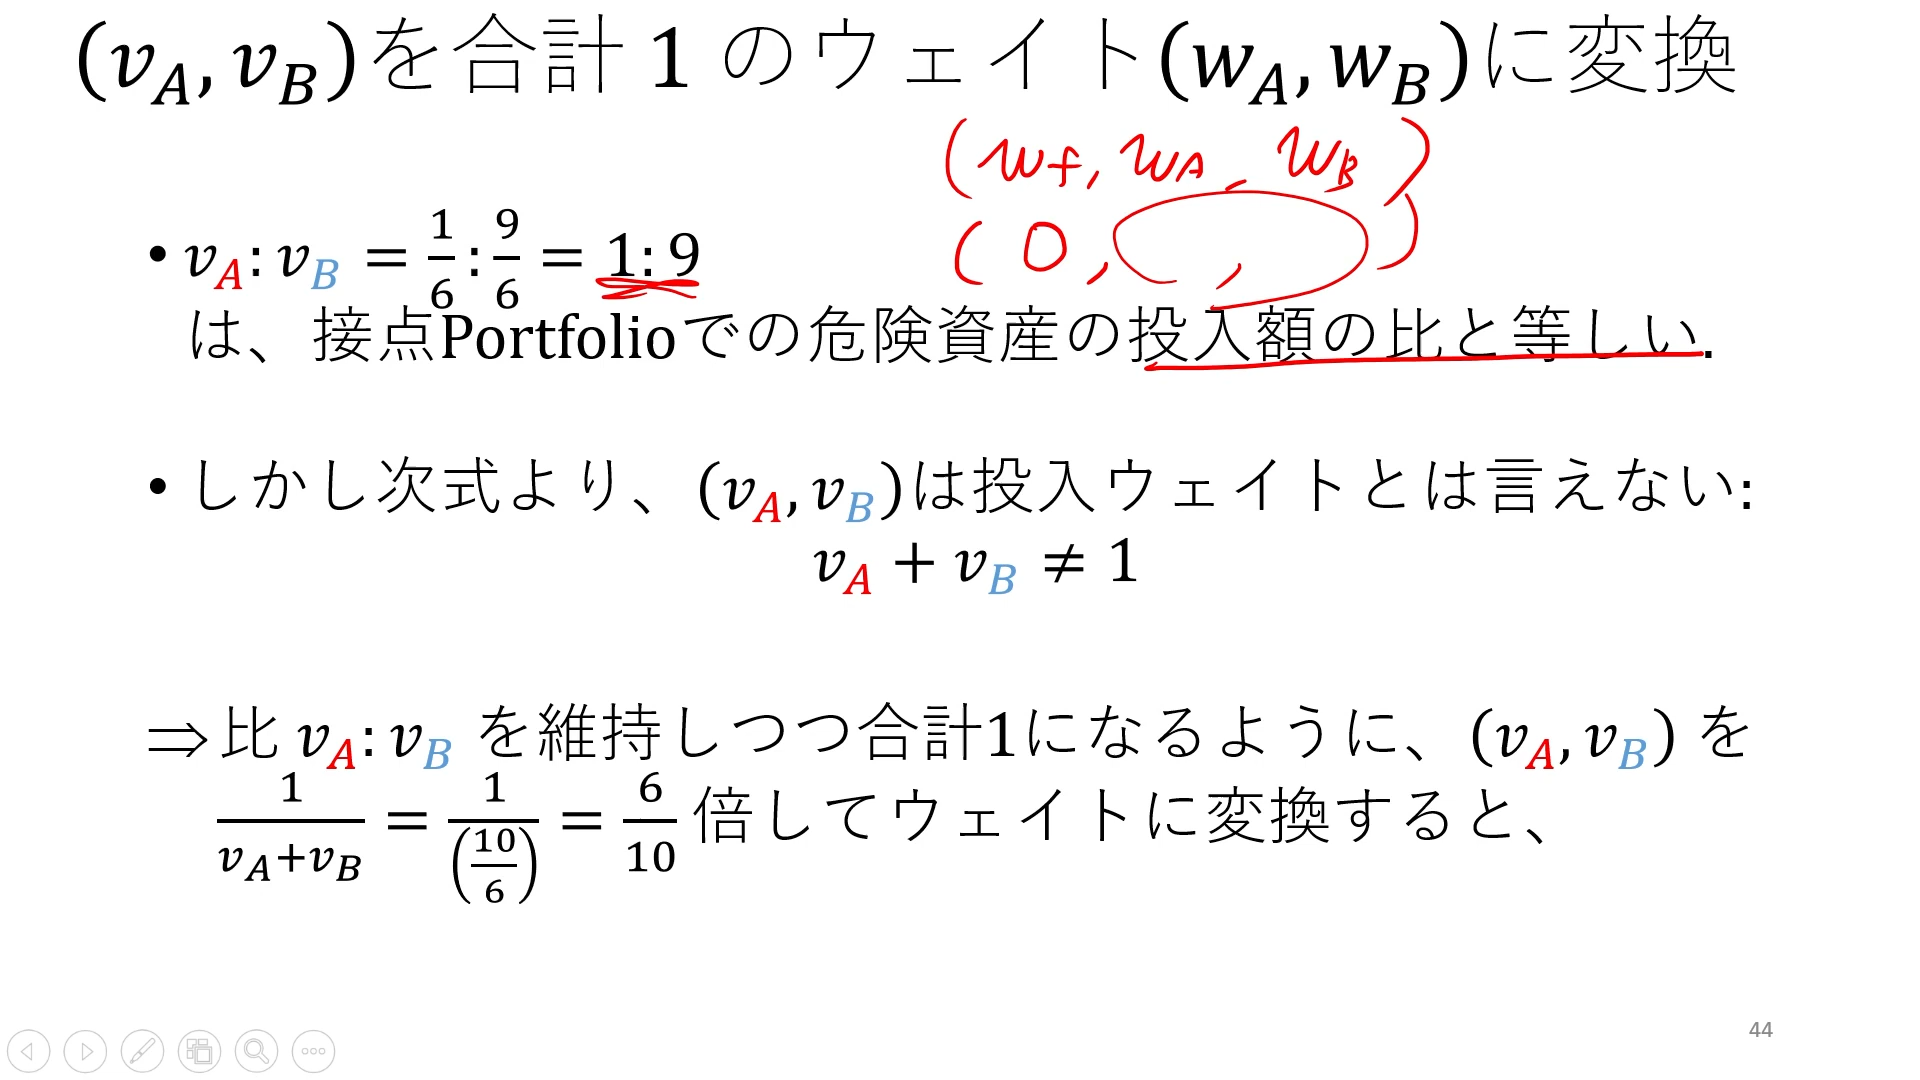 (v_A, v_B)を合計 1 のウェイト(w_A, w_B)に変換
(w_f, w_A, w_B)
(0, , )
• v_A: v_B = 1/6 : 9/6 = 1: 9
は、接点Portfolioでの危険資産の投入額の比と等しい.
• しかし次式より、(v_A, v_B)は投入ウェイトとは言えない:
v_A + v_B ≠ 1
⇒比 v_A: v_B を維持しつつ合計1になるように、(v_A, v_B) を
1/(v_A+v_B) = 1/(10/6) = 6/10 倍してウェイトに変換すると、
44